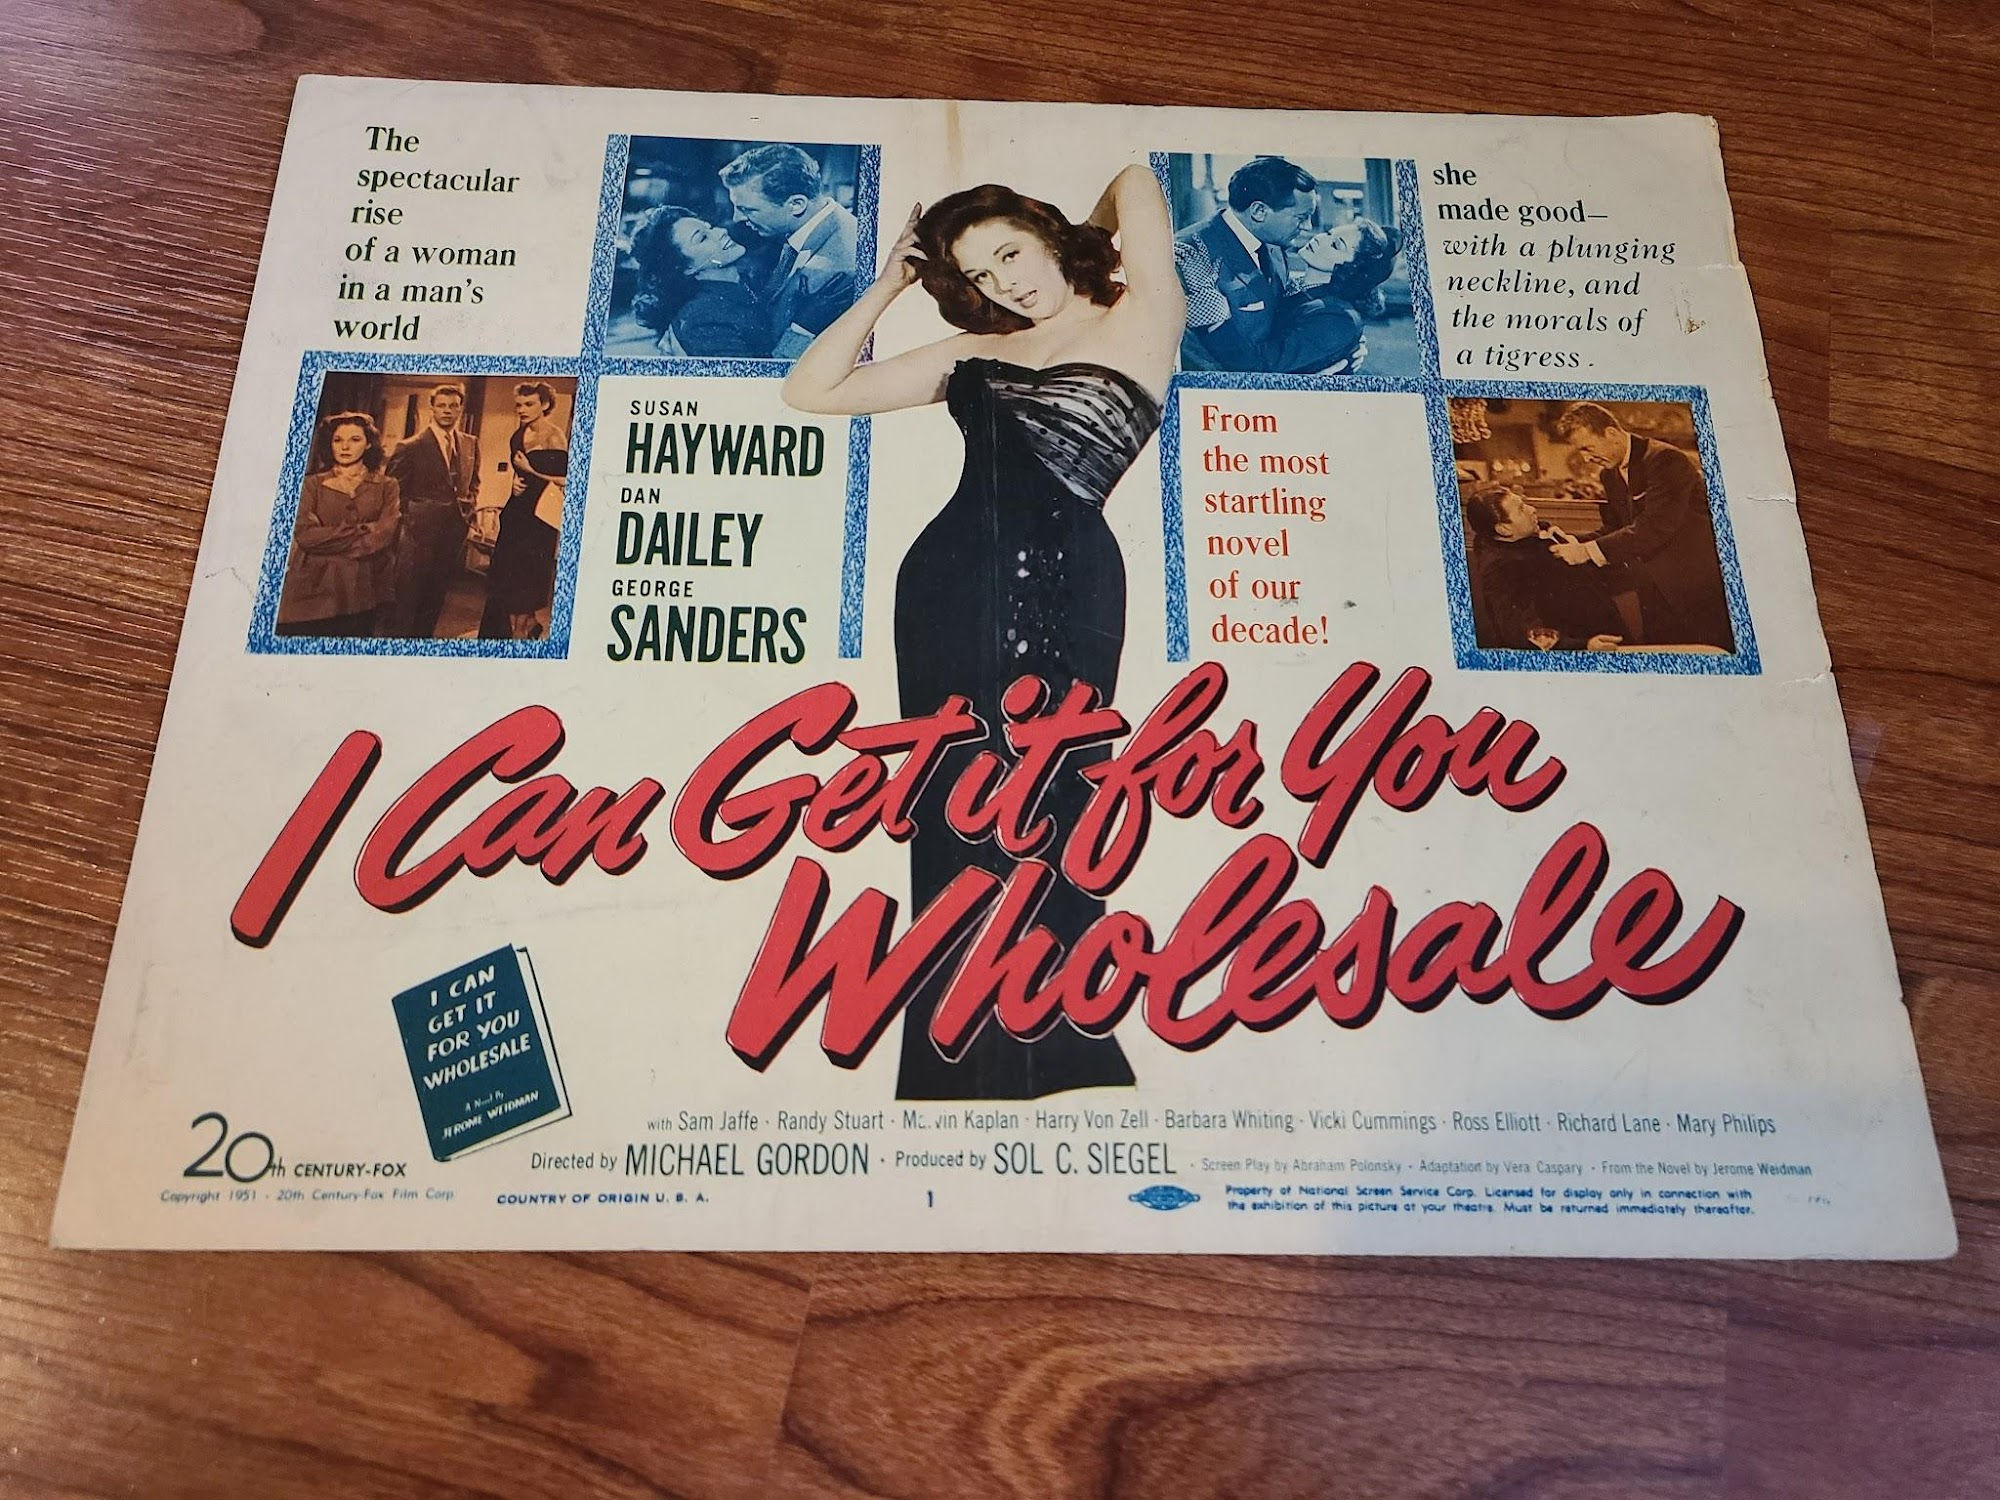 The
spectacular
rise
of a woman
in a man's
world
she
made good—
with a plunging
neckline, and
the morals of
a tigress.
SUSAN
HAYWARD
DAN
DAILEY
GEORGE
SANDERS
From
the most
startling
novel
of our
decade!
I Can Get it for You
Wholesale
I CAN
GET IT
FOR YOU
WHOLESALE
A Novel By
JEROME WEIDMAN
with Sam Jaffe · Randy Stuart · Marvin Kaplan · Harry Von Zell · Barbara Whiting · Vicki Cummings · Ross Elliott · Richard Lane · Mary Philips
Directed by MICHAEL GORDON · Produced by SOL C. SIEGEL · Screen Play by Abraham Polonsky · Adaptation by Vera Caspary · From the Novel by Jerome Weidman
20th CENTURY-FOX
Copyright 1951 · 20th Century-Fox Film Corp.
COUNTRY OF ORIGIN U. S. A.
1
Property of National Screen Service Corp. Licensed for display only in connection with
the exhibition of this picture at your theatre. Must be returned immediately thereafter.